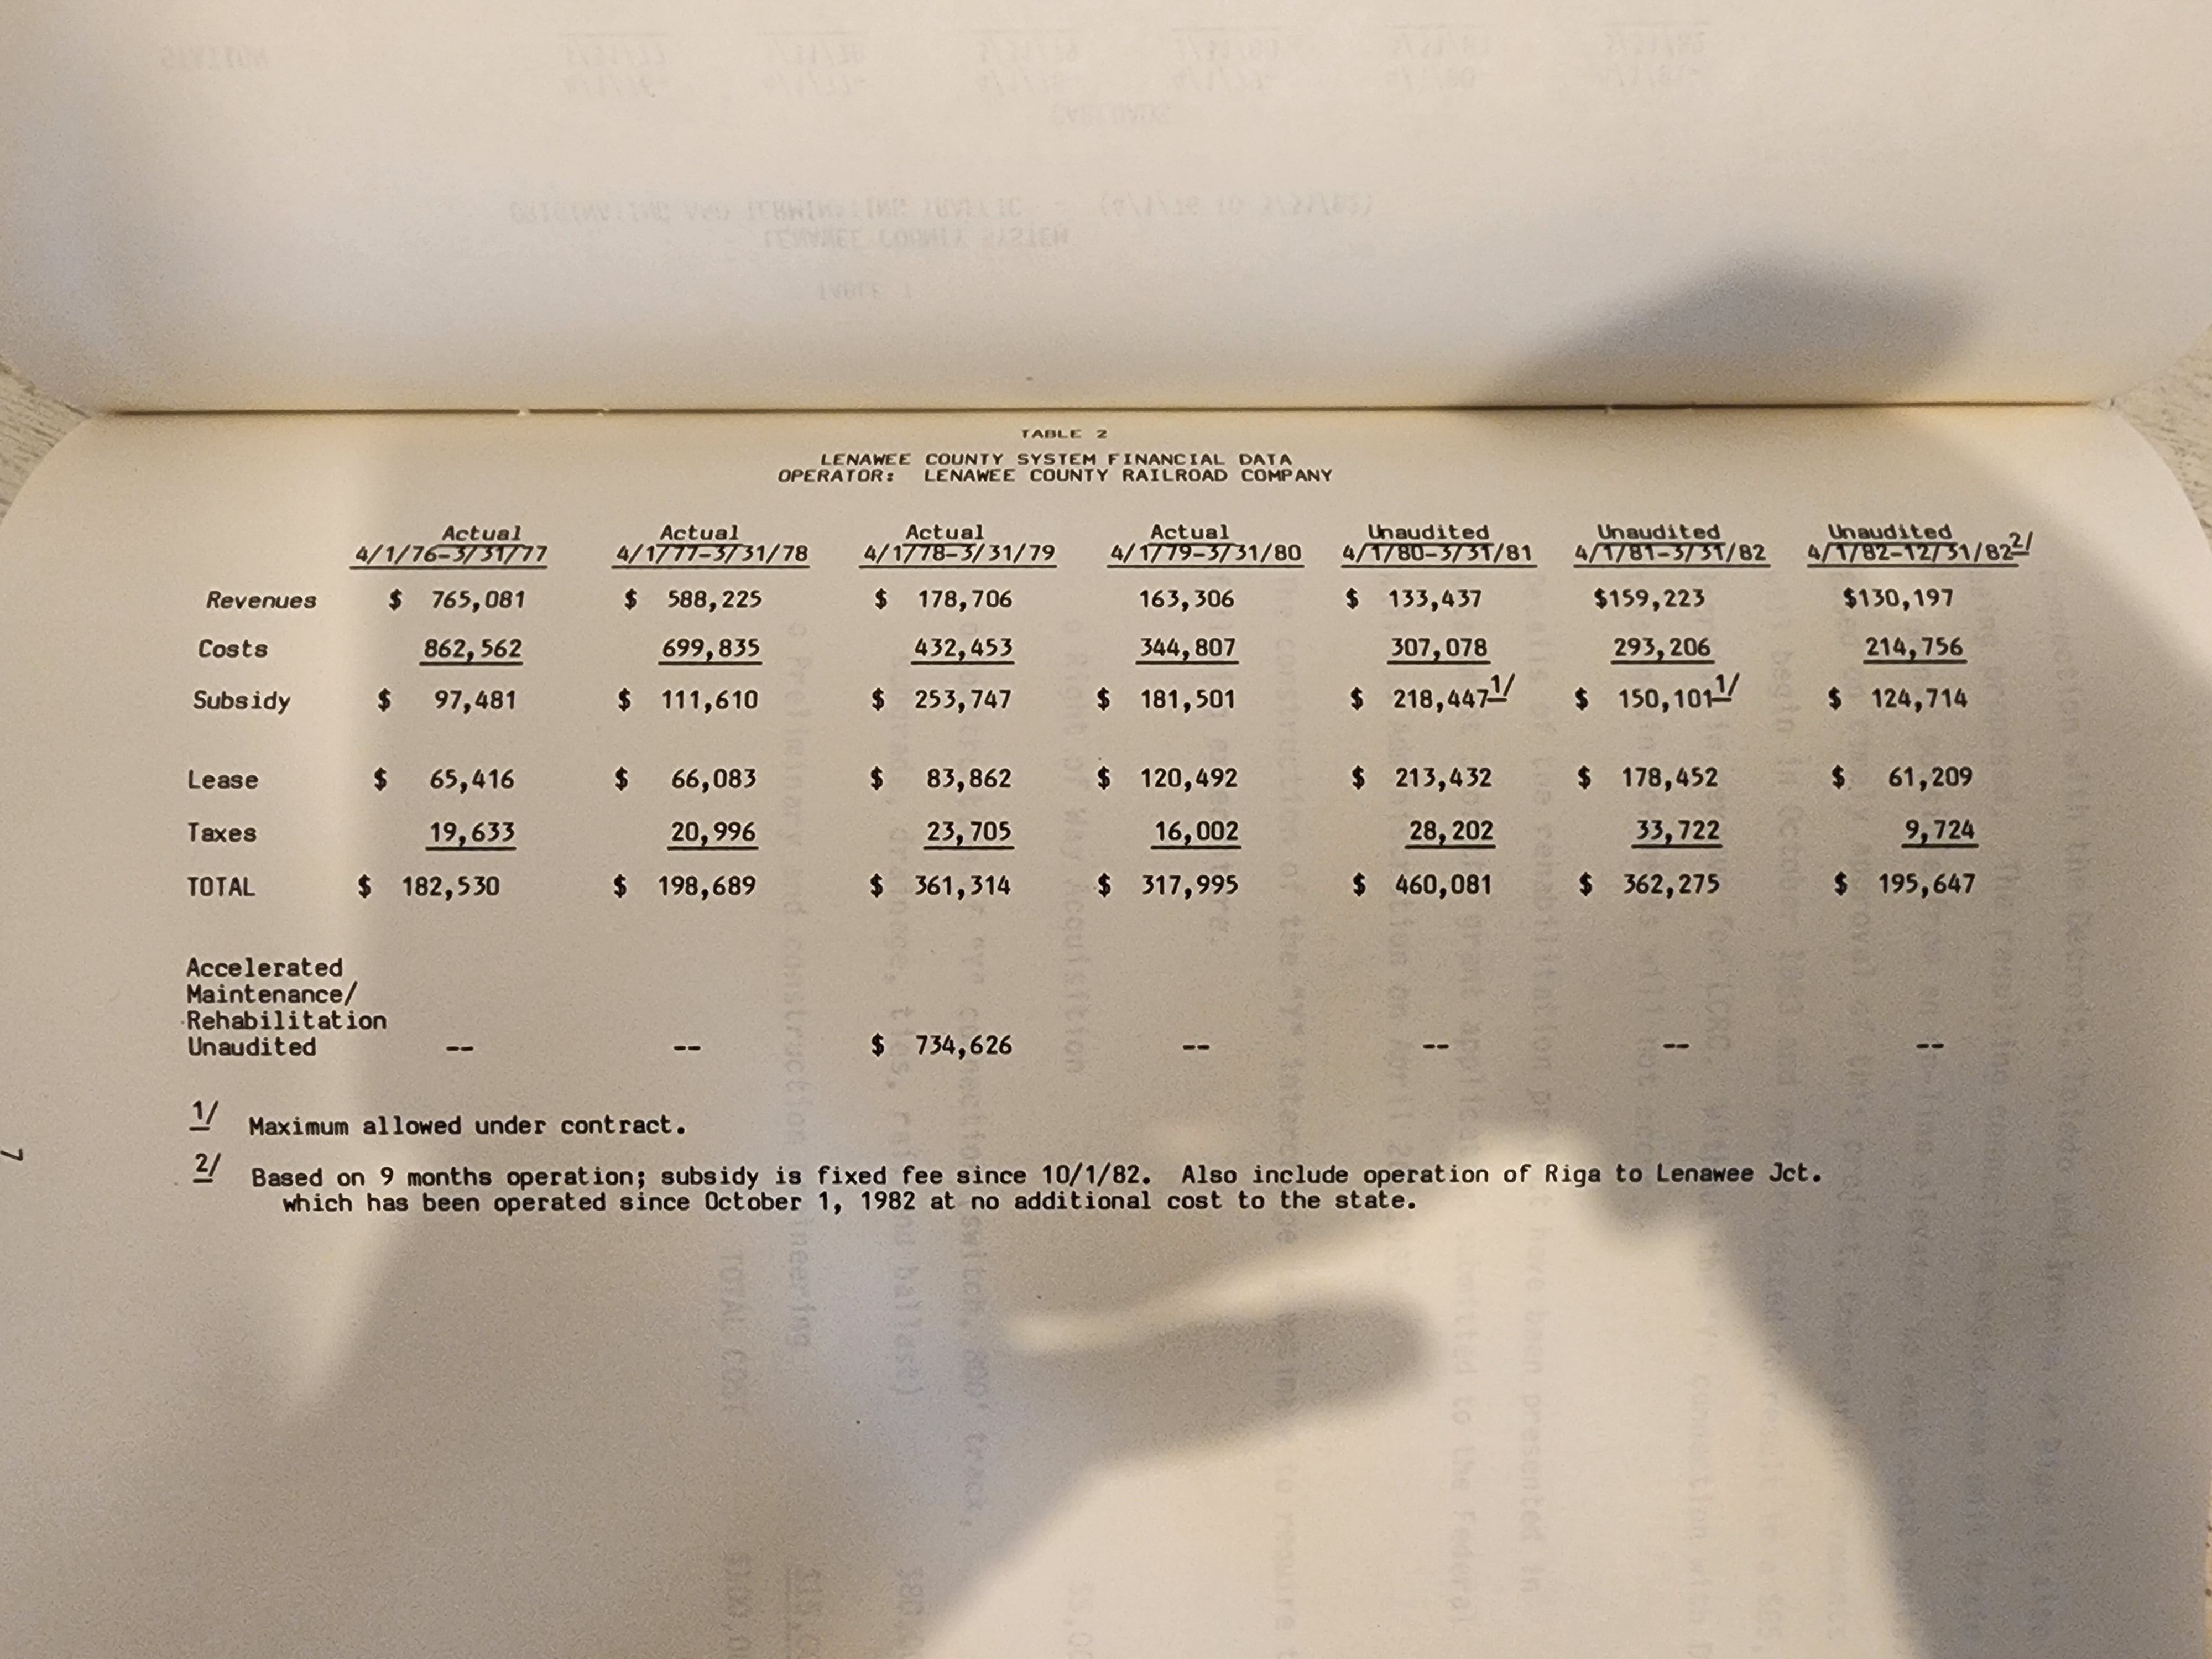 TABLE 2
LENAWEE COUNTY SYSTEM FINANCIAL DATA
OPERATOR: LENAWEE COUNTY RAILROAD COMPANY
Actual Actual Actual Actual Unaudited Unaudited Unaudited
4/1/76-3/31/77 4/1/77-3/31/78 4/1/78-3/31/79 4/1/79-3/31/80 4/1/80-3/31/81 4/1/81-3/31/82 4/1/82-12/31/82 2/
Revenues $ 765,081 $ 588,225 $ 178,706 163,306 $ 133,437 $159,223 $130,197
Costs 862,562 699,835 432,453 344,807 307,078 293,206 214,756
Subsidy $ 97,481 $ 111,610 $ 253,747 $ 181,501 $ 218,447 1/ $ 150,101 1/ $ 124,714
Lease $ 65,416 $ 66,083 $ 83,862 $ 120,492 $ 213,432 $ 178,452 $ 61,209
Taxes 19,633 20,996 23,705 16,002 28,202 33,722 9,724
TOTAL $ 182,530 $ 198,689 $ 361,314 $ 317,995 $ 460,081 $ 362,275 $ 195,647
Accelerated
Maintenance/
Rehabilitation
Unaudited -- -- $ 734,626 -- -- -- --
1/ Maximum allowed under contract.
2/ Based on 9 months operation; subsidy is fixed fee since 10/1/82. Also include operation of Riga to Lenawee Jct.
which has been operated since October 1, 1982 at no additional cost to the state.
7